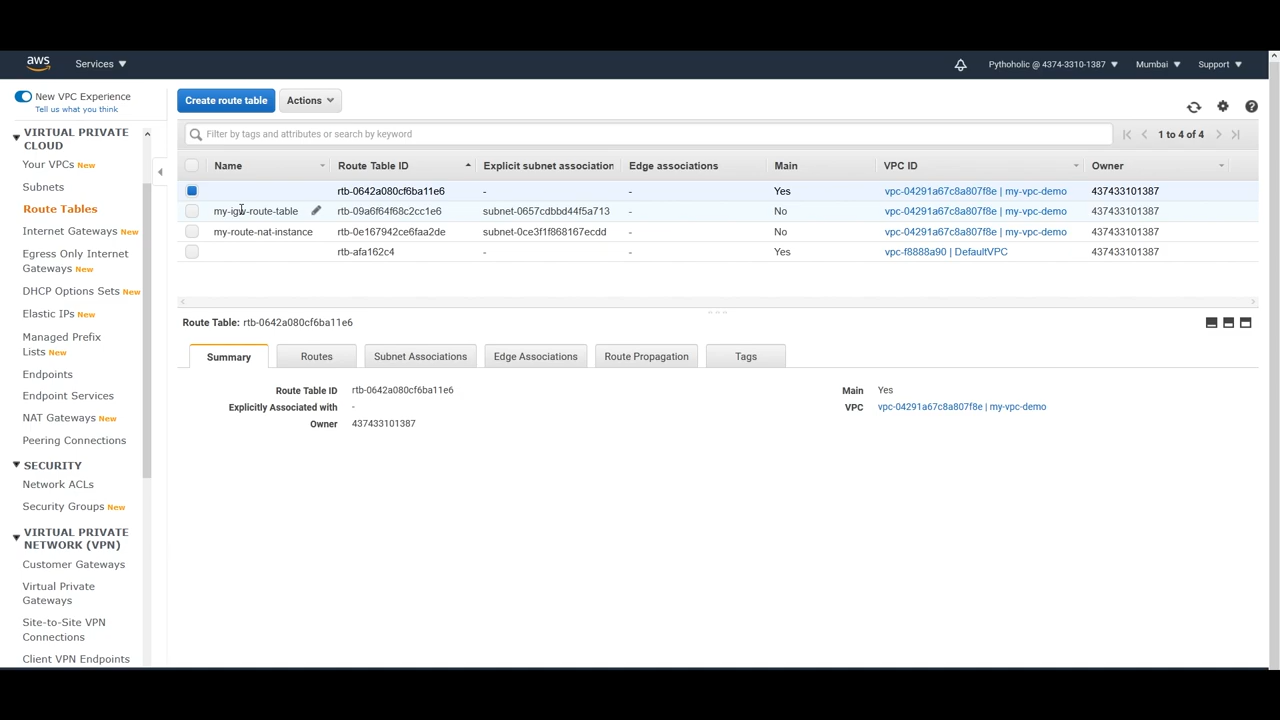 aws
Services
Pythoholic @ 4374-3310-1387
Mumbai
Support
New VPC Experience
Tell us what you think
VIRTUAL PRIVATE
CLOUD
Your VPCs New
Subnets
Route Tables
Internet Gateways New
Egress Only Internet
Gateways New
DHCP Options Sets New
Elastic IPs New
Managed Prefix
Lists New
Endpoints
Endpoint Services
NAT Gateways New
Peering Connections
SECURITY
Network ACLs
Security Groups New
VIRTUAL PRIVATE
NETWORK (VPN)
Customer Gateways
Virtual Private
Gateways
Site-to-Site VPN
Connections
Client VPN Endpoints
Create route table Actions
Filter by tags and attributes or search by keyword
1 to 4 of 4
Name Route Table ID Explicit subnet association Edge associations Main VPC ID Owner
rtb-0642a080cf6ba11e6 - - Yes vpc-04291a67c8a807f8e | my-vpc-demo 437433101387
my-igw-route-table rtb-09a6f64f68c2cc1e6 subnet-0657cdbbd44f5a713 - No vpc-04291a67c8a807f8e | my-vpc-demo 437433101387
my-route-nat-instance rtb-0e167942ce6faa2de subnet-0ce3f1f868167ecdd - No vpc-04291a67c8a807f8e | my-vpc-demo 437433101387
rtb-afa162c4 - - Yes vpc-f8888a90 | DefaultVPC 437433101387
Route Table: rtb-0642a080cf6ba11e6
Summary Routes Subnet Associations Edge Associations Route Propagation Tags
Route Table ID rtb-0642a080cf6ba11e6 Main Yes
Explicitly Associated with - VPC vpc-04291a67c8a807f8e | my-vpc-demo
Owner 437433101387